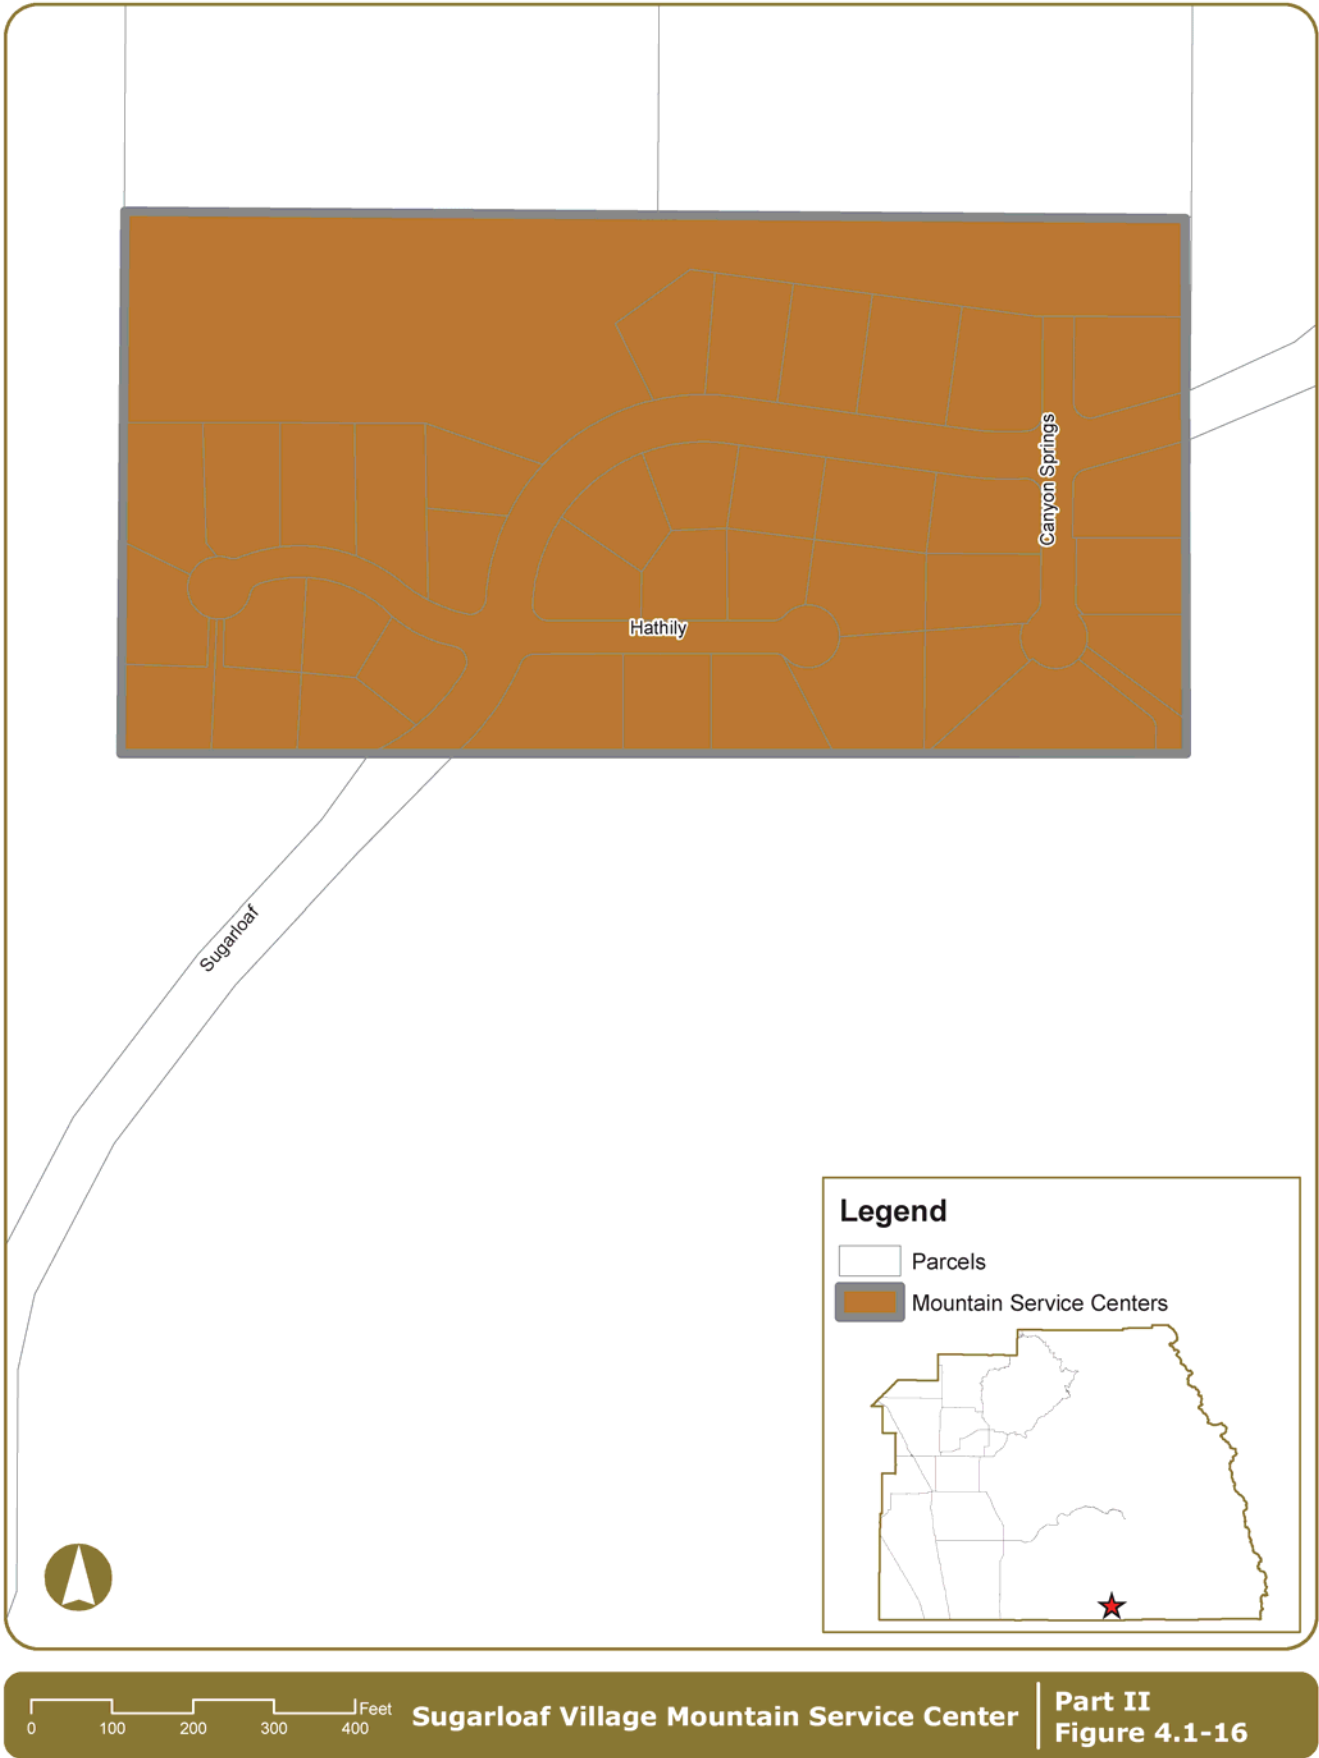 Canyon Springs
Hathily
Sugarloaf
Legend
Parcels
Mountain Service Centers
Feet
0 100 200 300 400
Sugarloaf Village Mountain Service Center
Part II
Figure 4.1-16